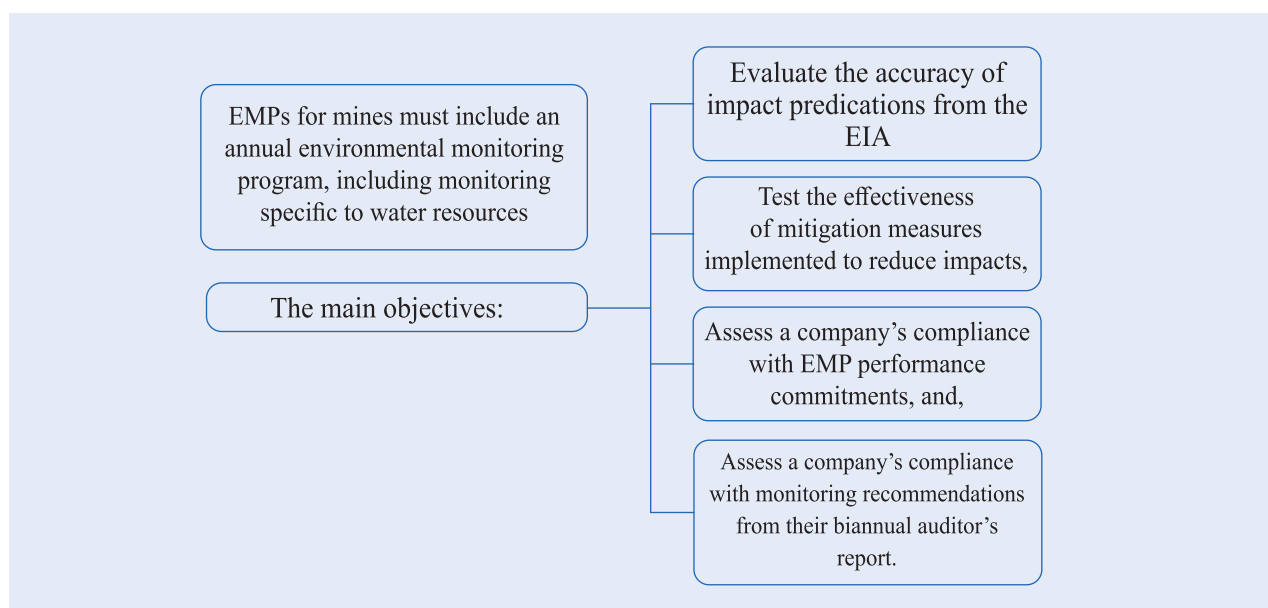 EMPs for mines must include an
annual environmental monitoring
program, including monitoring
specific to water resources
The main objectives:
Evaluate the accuracy of
impact predications from the
EIA
Test the effectiveness
of mitigation measures
implemented to reduce impacts,
Assess a company’s compliance
with EMP performance
commitments, and,
Assess a company’s compliance
with monitoring recommendations
from their biannual auditor’s
report.